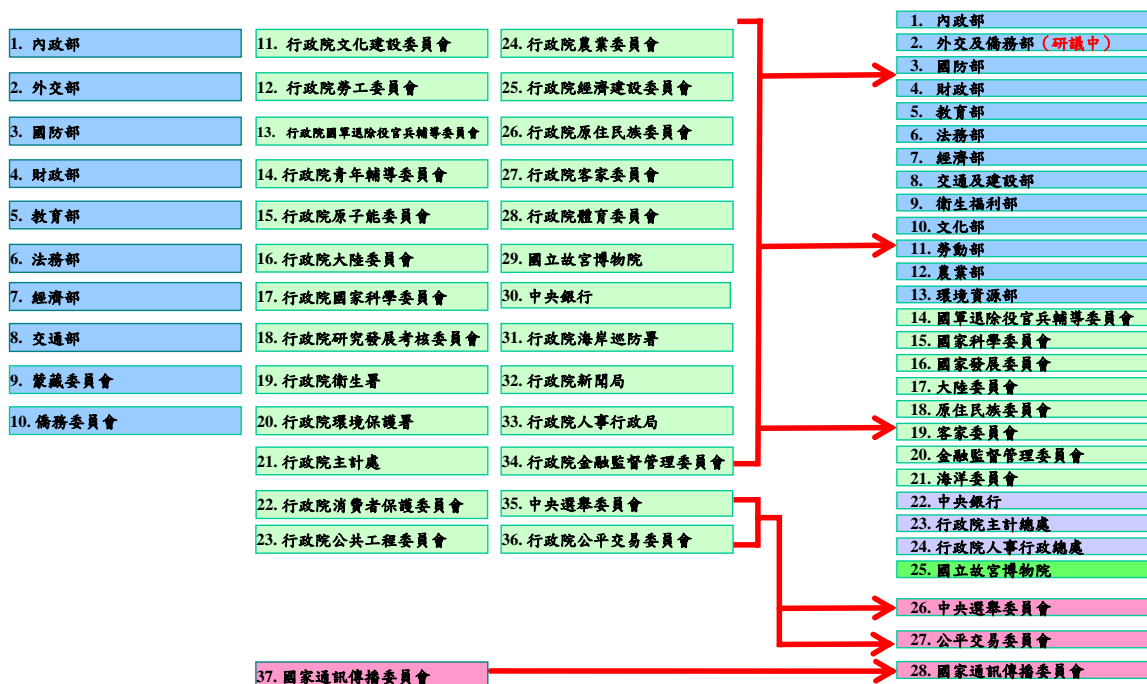 1. 內政部
2. 外交部
3. 國防部
4. 財政部
5. 教育部
6. 法務部
7. 經濟部
8. 交通部
9. 蒙藏委員會
10. 僑務委員會
11. 行政院文化建設委員會
12. 行政院勞工委員會
13. 行政院國軍退除役官兵輔導委員會
14. 行政院青年輔導委員會
15. 行政院原子能委員會
16. 行政院大陸委員會
17. 行政院國家科學委員會
18. 行政院研究發展考核委員會
19. 行政院衛生署
20. 行政院環境保護署
21. 行政院主計處
22. 行政院消費者保護委員會
23. 行政院公共工程委員會
24. 行政院農業委員會
25. 行政院經濟建設委員會
26. 行政院原住民族委員會
27. 行政院客家委員會
28. 行政院體育委員會
29. 國立故宮博物院
30. 中央銀行
31. 行政院海岸巡防署
32. 行政院新聞局
33. 行政院人事行政局
34. 行政院金融監督管理委員會
35. 中央選舉委員會
36. 行政院公平交易委員會
37. 國家通訊傳播委員會
1. 內政部
2. 外交及僑務部（研議中）
3. 國防部
4. 財政部
5. 教育部
6. 法務部
7. 經濟部
8. 交通及建設部
9. 衛生福利部
10. 文化部
11. 勞動部
12. 農業部
13. 環境資源部
14. 國軍退除役官兵輔導委員會
15. 國家科學委員會
16. 國家發展委員會
17. 大陸委員會
18. 原住民族委員會
19. 客家委員會
20. 金融監督管理委員會
21. 海洋委員會
22. 中央銀行
23. 行政院主計總處
24. 行政院人事行政總處
25. 國立故宮博物院
26. 中央選舉委員會
27. 公平交易委員會
28. 國家通訊傳播委員會